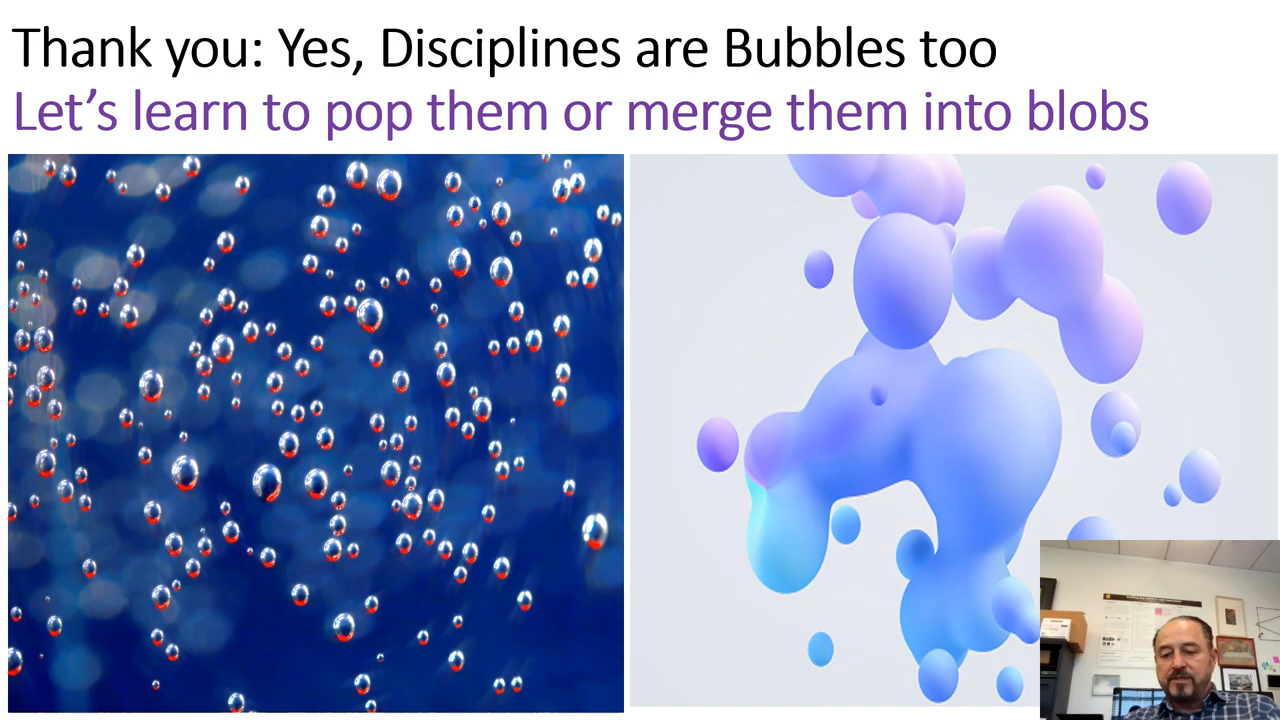 Thank you: Yes, Disciplines are Bubbles too
Let's learn to pop them or merge them into blobs